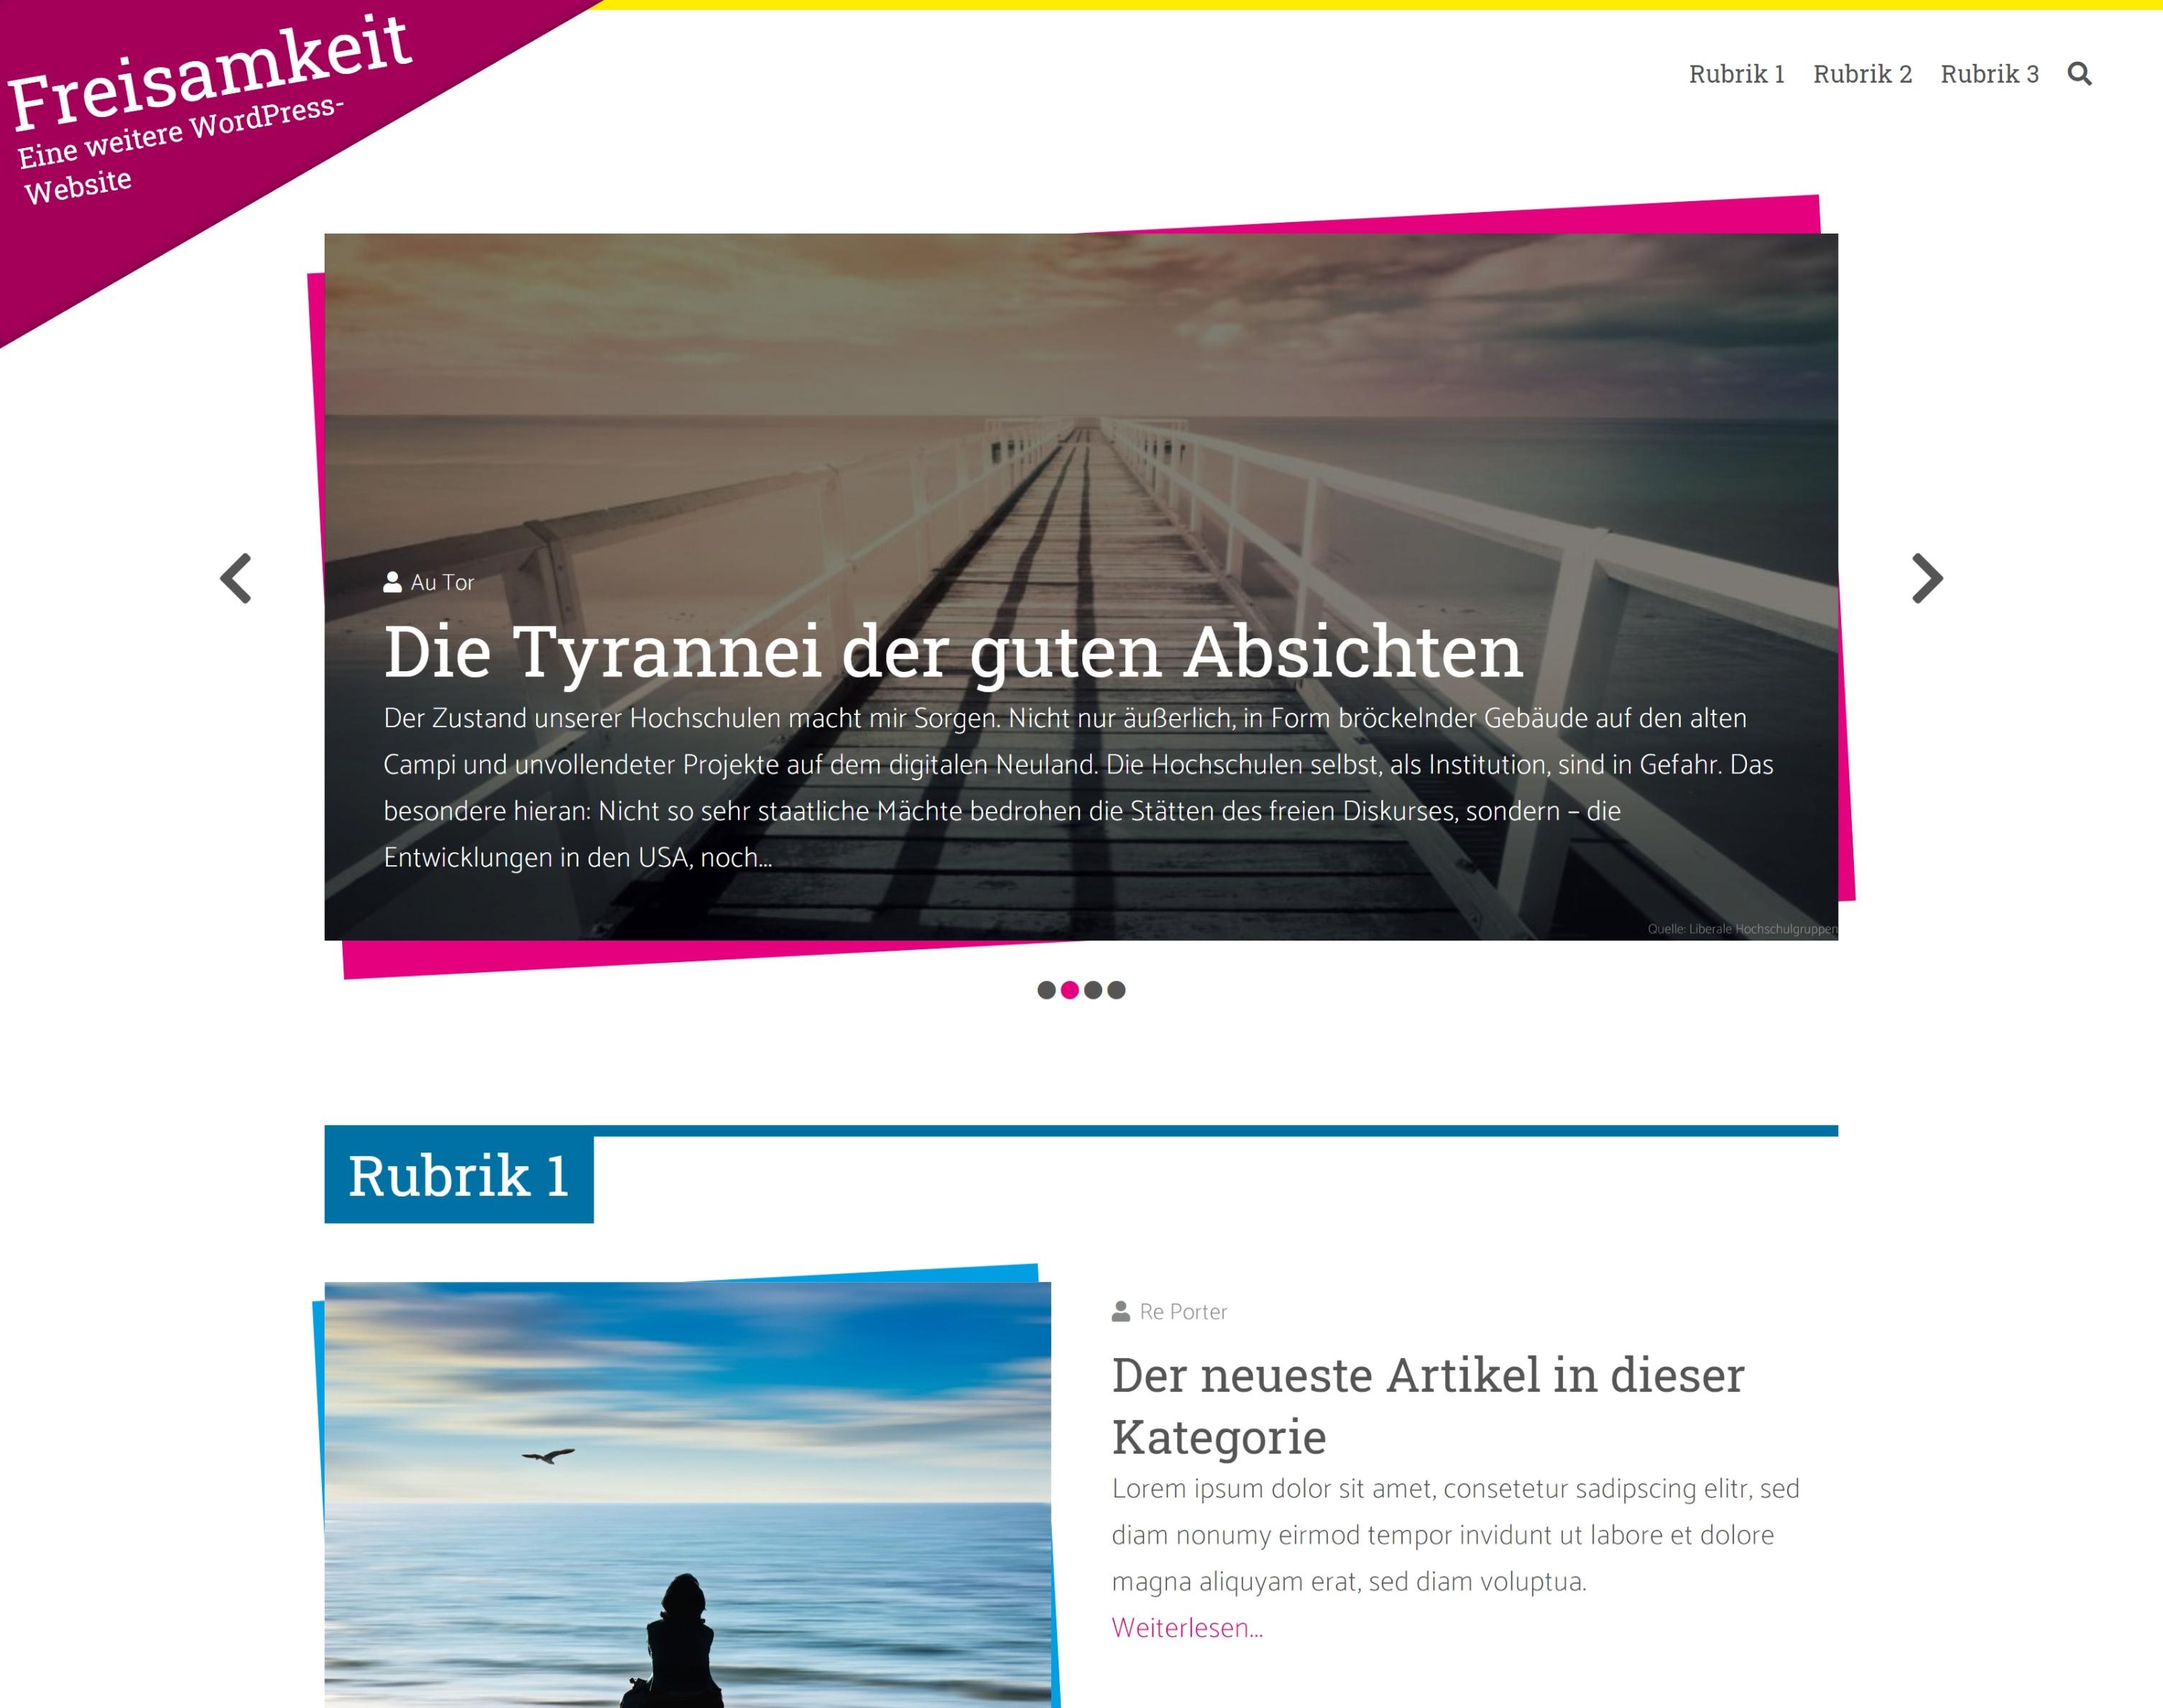 Freisamkeit
Eine weitere WordPress-
Website
Rubrik 1 Rubrik 2 Rubrik 3
Au Tor
Die Tyrannei der guten Absichten
Der Zustand unserer Hochschulen macht mir Sorgen. Nicht nur äußerlich, in Form bröckelnder Gebäude auf den alten
Campi und unvollendeter Projekte auf dem digitalen Neuland. Die Hochschulen selbst, als Institution, sind in Gefahr. Das
besondere hieran: Nicht so sehr staatliche Mächte bedrohen die Stätten des freien Diskurses, sondern – die
Entwicklungen in den USA, noch...
Quelle: Liberale Hochschulgruppen
Rubrik 1
Re Porter
Der neueste Artikel in dieser
Kategorie
Lorem ipsum dolor sit amet, consetetur sadipscing elitr, sed
diam nonumy eirmod tempor invidunt ut labore et dolore
magna aliquyam erat, sed diam voluptua.
Weiterlesen...